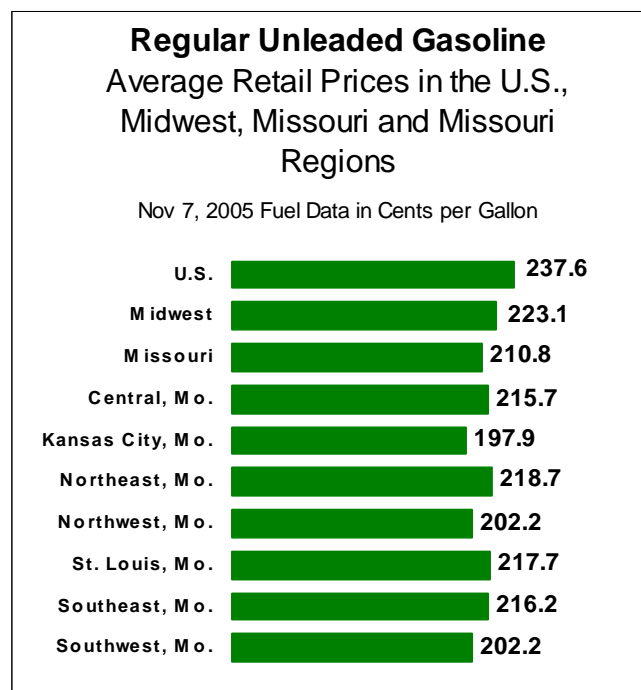 Regular Unleaded Gasoline
Average Retail Prices in the U.S.,
Midwest, Missouri and Missouri
Regions
Nov 7, 2005 Fuel Data in Cents per Gallon
U.S. 237.6
Midwest 223.1
Missouri 210.8
Central, Mo. 215.7
Kansas City, Mo. 197.9
Northeast, Mo. 218.7
Northwest, Mo. 202.2
St. Louis, Mo. 217.7
Southeast, Mo. 216.2
Southwest, Mo. 202.2